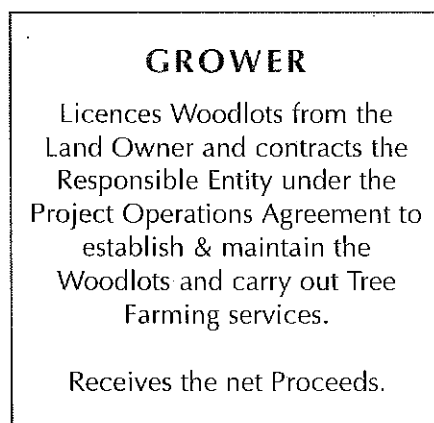 GROWER
Licences Woodlots from the
Land Owner and contracts the
Responsible Entity under the
Project Operations Agreement to
establish & maintain the
Woodlots and carry out Tree
Farming services.
Receives the net Proceeds.